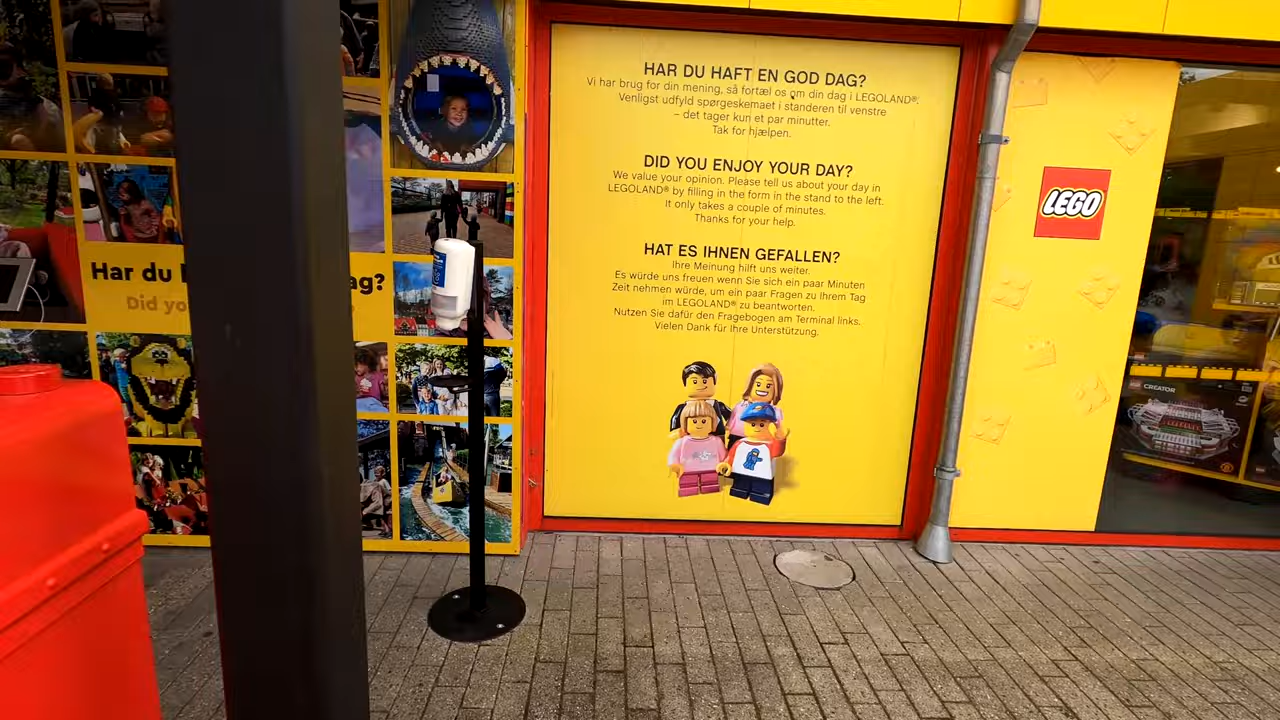 HAR DU HAFT EN GOD DAG?
Vi har brug for din mening, så fortæl os om din dag i LEGOLAND®.
Venligst udfyld spørgeskemaet i standeren til venstre
– det tager kun et par minutter.
Tak for hjælpen.
DID YOU ENJOY YOUR DAY?
We value your opinion. Please tell us about your day in
LEGOLAND® by filling in the form in the stand to the left.
It only takes a couple of minutes.
Thanks for your help.
HAT ES IHNEN GEFALLEN?
Ihre Meinung hilft uns weiter.
Es würde uns freuen wenn Sie sich ein paar Minuten
Zeit nehmen würde, um ein paar Fragen zu Ihrem Tag
im LEGOLAND® zu beantworten.
Nutzen Sie dafür den Fragebogen am Terminal links.
Vielen Dank für Ihre Unterstützung.
Har du
ag?
Did yo
LEGO
CREATOR